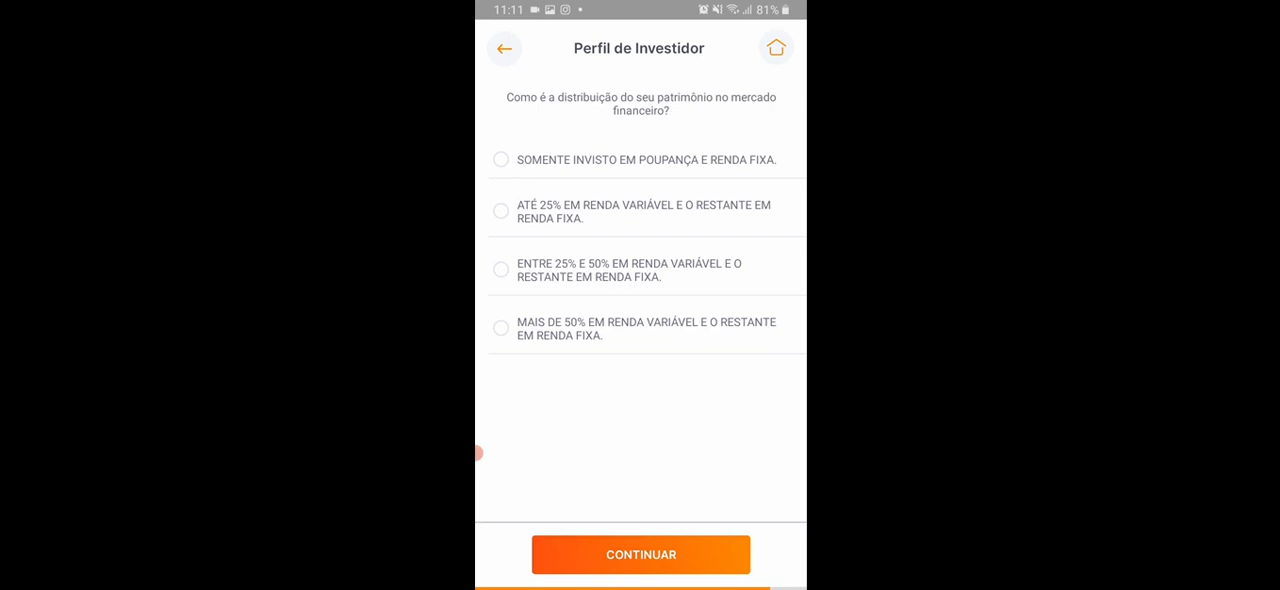 11:11 81%
Perfil de Investidor
Como é a distribuição do seu patrimônio no mercado
financeiro?
SOMENTE INVISTO EM POUPANÇA E RENDA FIXA.
ATÉ 25% EM RENDA VARIÁVEL E O RESTANTE EM
RENDA FIXA.
ENTRE 25% E 50% EM RENDA VARIÁVEL E O
RESTANTE EM RENDA FIXA.
MAIS DE 50% EM RENDA VARIÁVEL E O RESTANTE
EM RENDA FIXA.
CONTINUAR